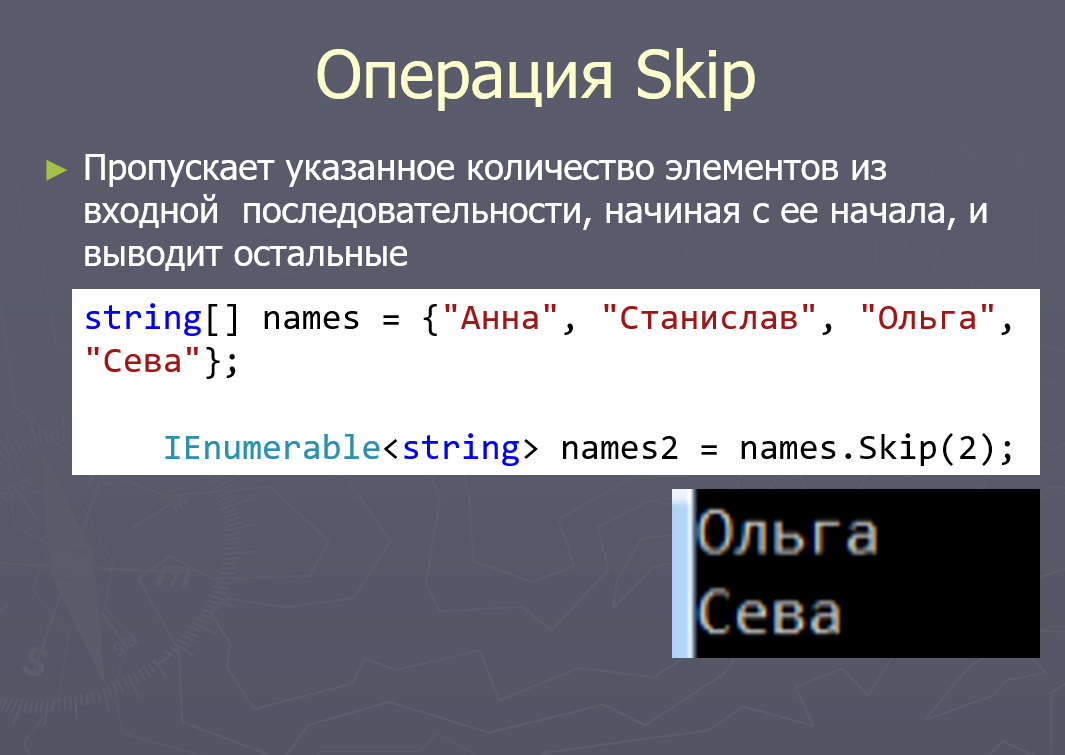 Операция Skip
Пропускает указанное количество элементов из
входной  последовательности, начиная с ее начала, и
выводит остальные
string[] names = {"Анна", "Станислав", "Ольга",
"Сева"};
IEnumerable<string> names2 = names.Skip(2);
Ольга
Сева